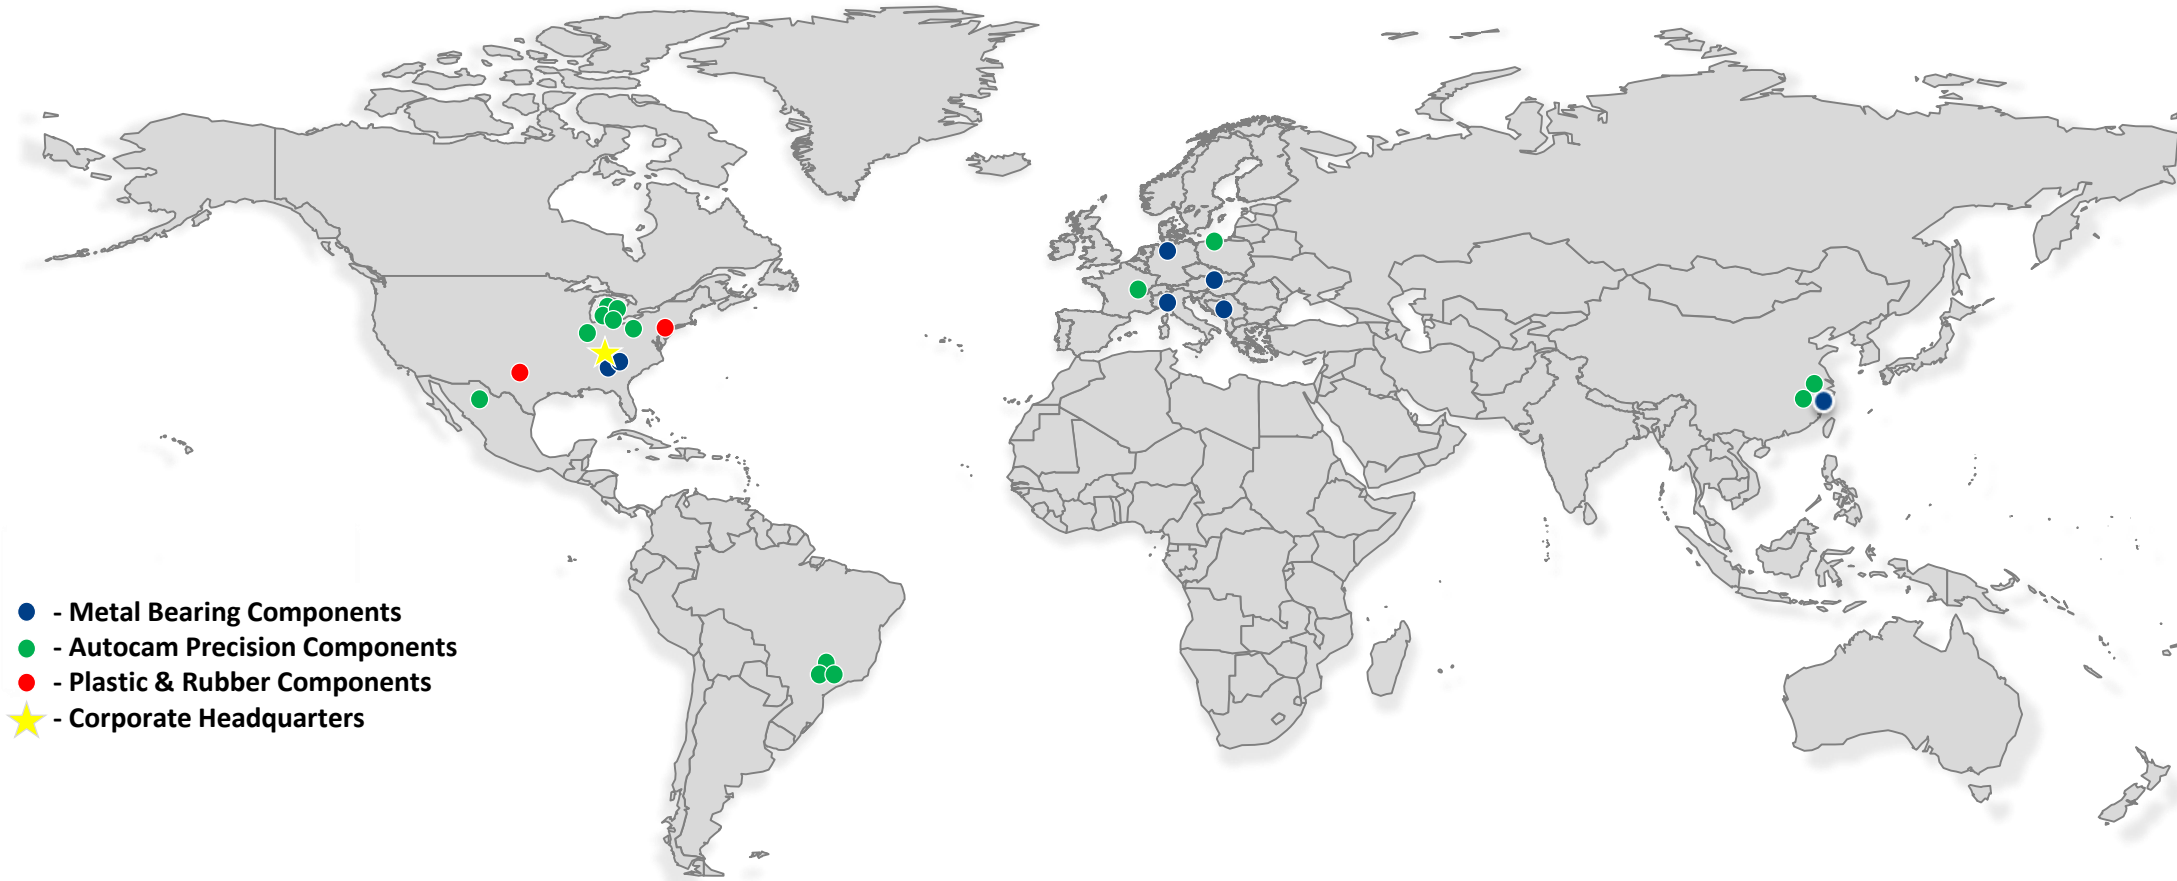 - Metal Bearing Components
- Autocam Precision Components
- Plastic & Rubber Components
- Corporate Headquarters